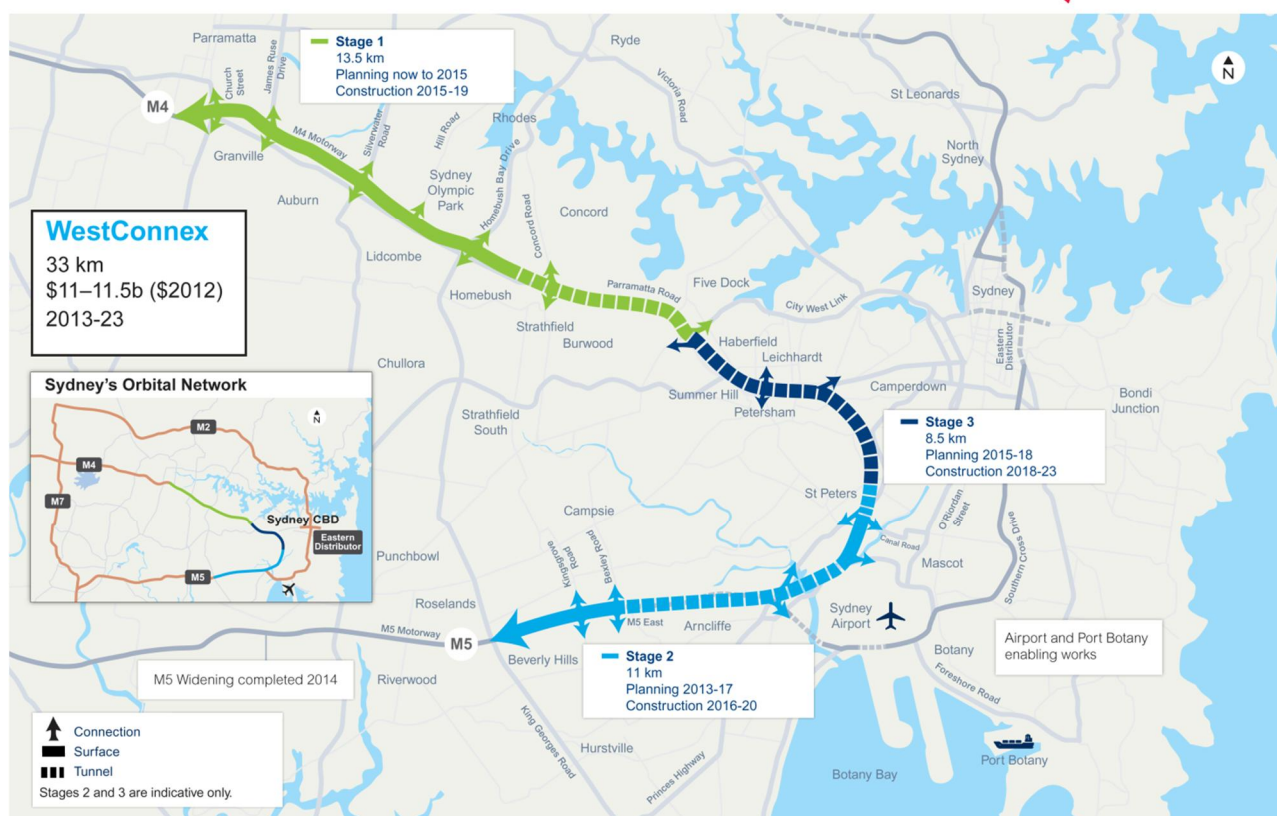 Parramatta
Church
Street
James Ruse
Drive
Stage 1
13.5 km
Planning now to 2015
Construction 2015-19
Ryde
Victoria Road
N
St Leonards
M4
M4 Motorway
Silverwater
Road
Hill Road
Rhodes
Granville
Homebush Bay Drive
North
Sydney
Auburn
Sydney
Olympic
Park
Concord Road
Concord
WestConnex
33 km
$11–11.5b ($2012)
2013-23
Lidcombe
Homebush
Parramatta Road
Five Dock
City West Link
Sydney
Strathfield
Burwood
Haberfield
Leichhardt
Eastern
Distributor
Chullora
Summer Hill
Petersham
Camperdown
Bondi
Junction
Sydney's Orbital Network
N
M2
M4
M7
Sydney CBD
Eastern
Distributor
M5
Strathfield
South
Stage 3
8.5 km
Planning 2015-18
Construction 2018-23
St Peters
O'Riordan
Street
Campsie
Canal Road
Punchbowl
Kingsgrove
Road
Bexley Road
Mascot
Southern Cross Drive
Roselands
M5 East
Arncliffe
Sydney
Airport
M5 Motorway
M5
Beverly Hills
Botany
Airport and Port Botany
enabling works
Stage 2
11 km
Planning 2013-17
Construction 2016-20
Foreshore Road
M5 Widening completed 2014
Riverwood
King Georges Road
Hurstville
Princes Highway
Botany Bay
Port Botany
Connection
Surface
Tunnel
Stages 2 and 3 are indicative only.